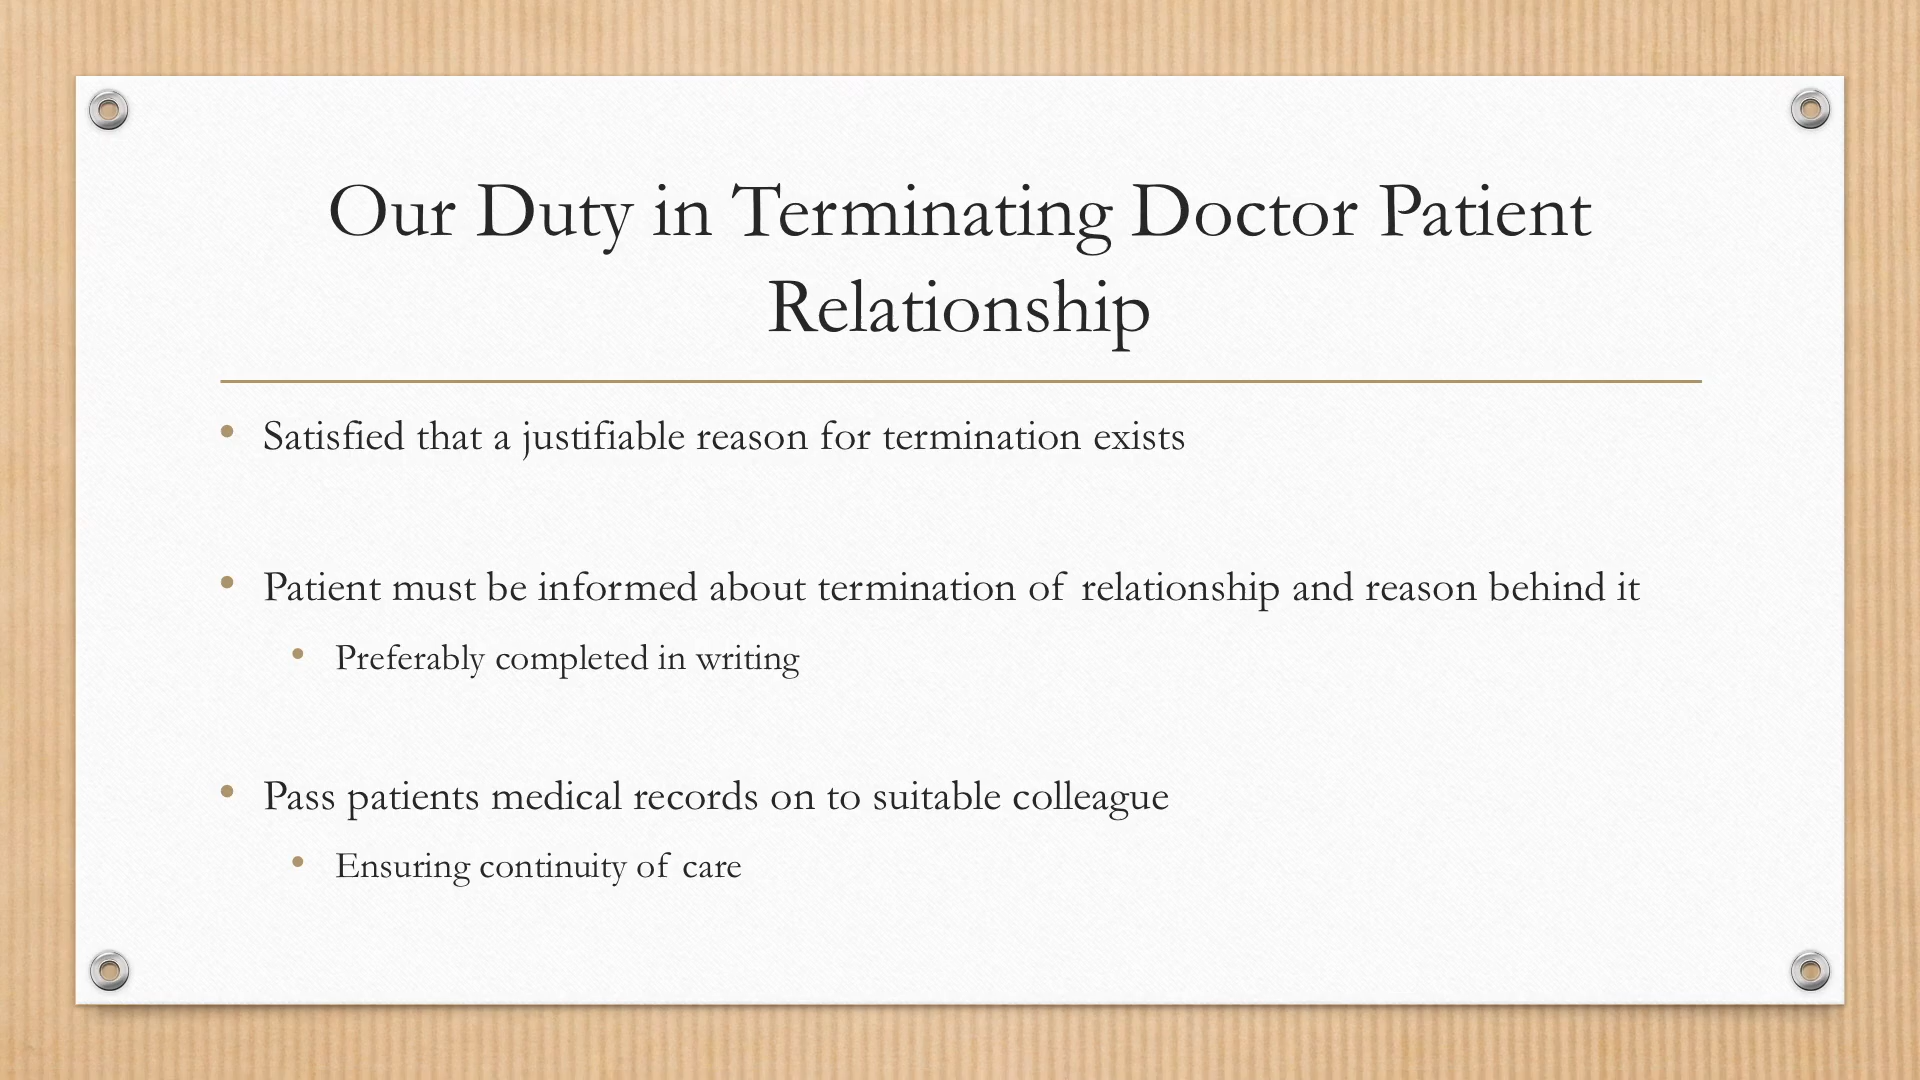 Our Duty in Terminating Doctor Patient
Relationship
• Satisfied that a justifiable reason for termination exists
• Patient must be informed about termination of relationship and reason behind it
• Preferably completed in writing
• Pass patients medical records on to suitable colleague
• Ensuring continuity of care